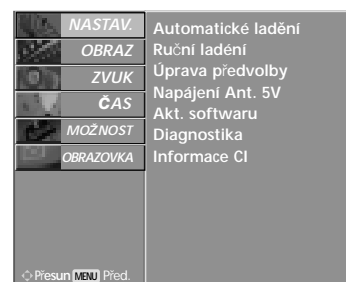 NASTAV.
OBRAZ
ZVUK
ČAS
MOŽNOST
OBRAZOVKA
Automatické ladění
Ruční ladéní
Úprava předvolby
Napájení Ant. 5V
Akt. softwaru
Diagnostika
Informace CI
Přesun MENU Před.